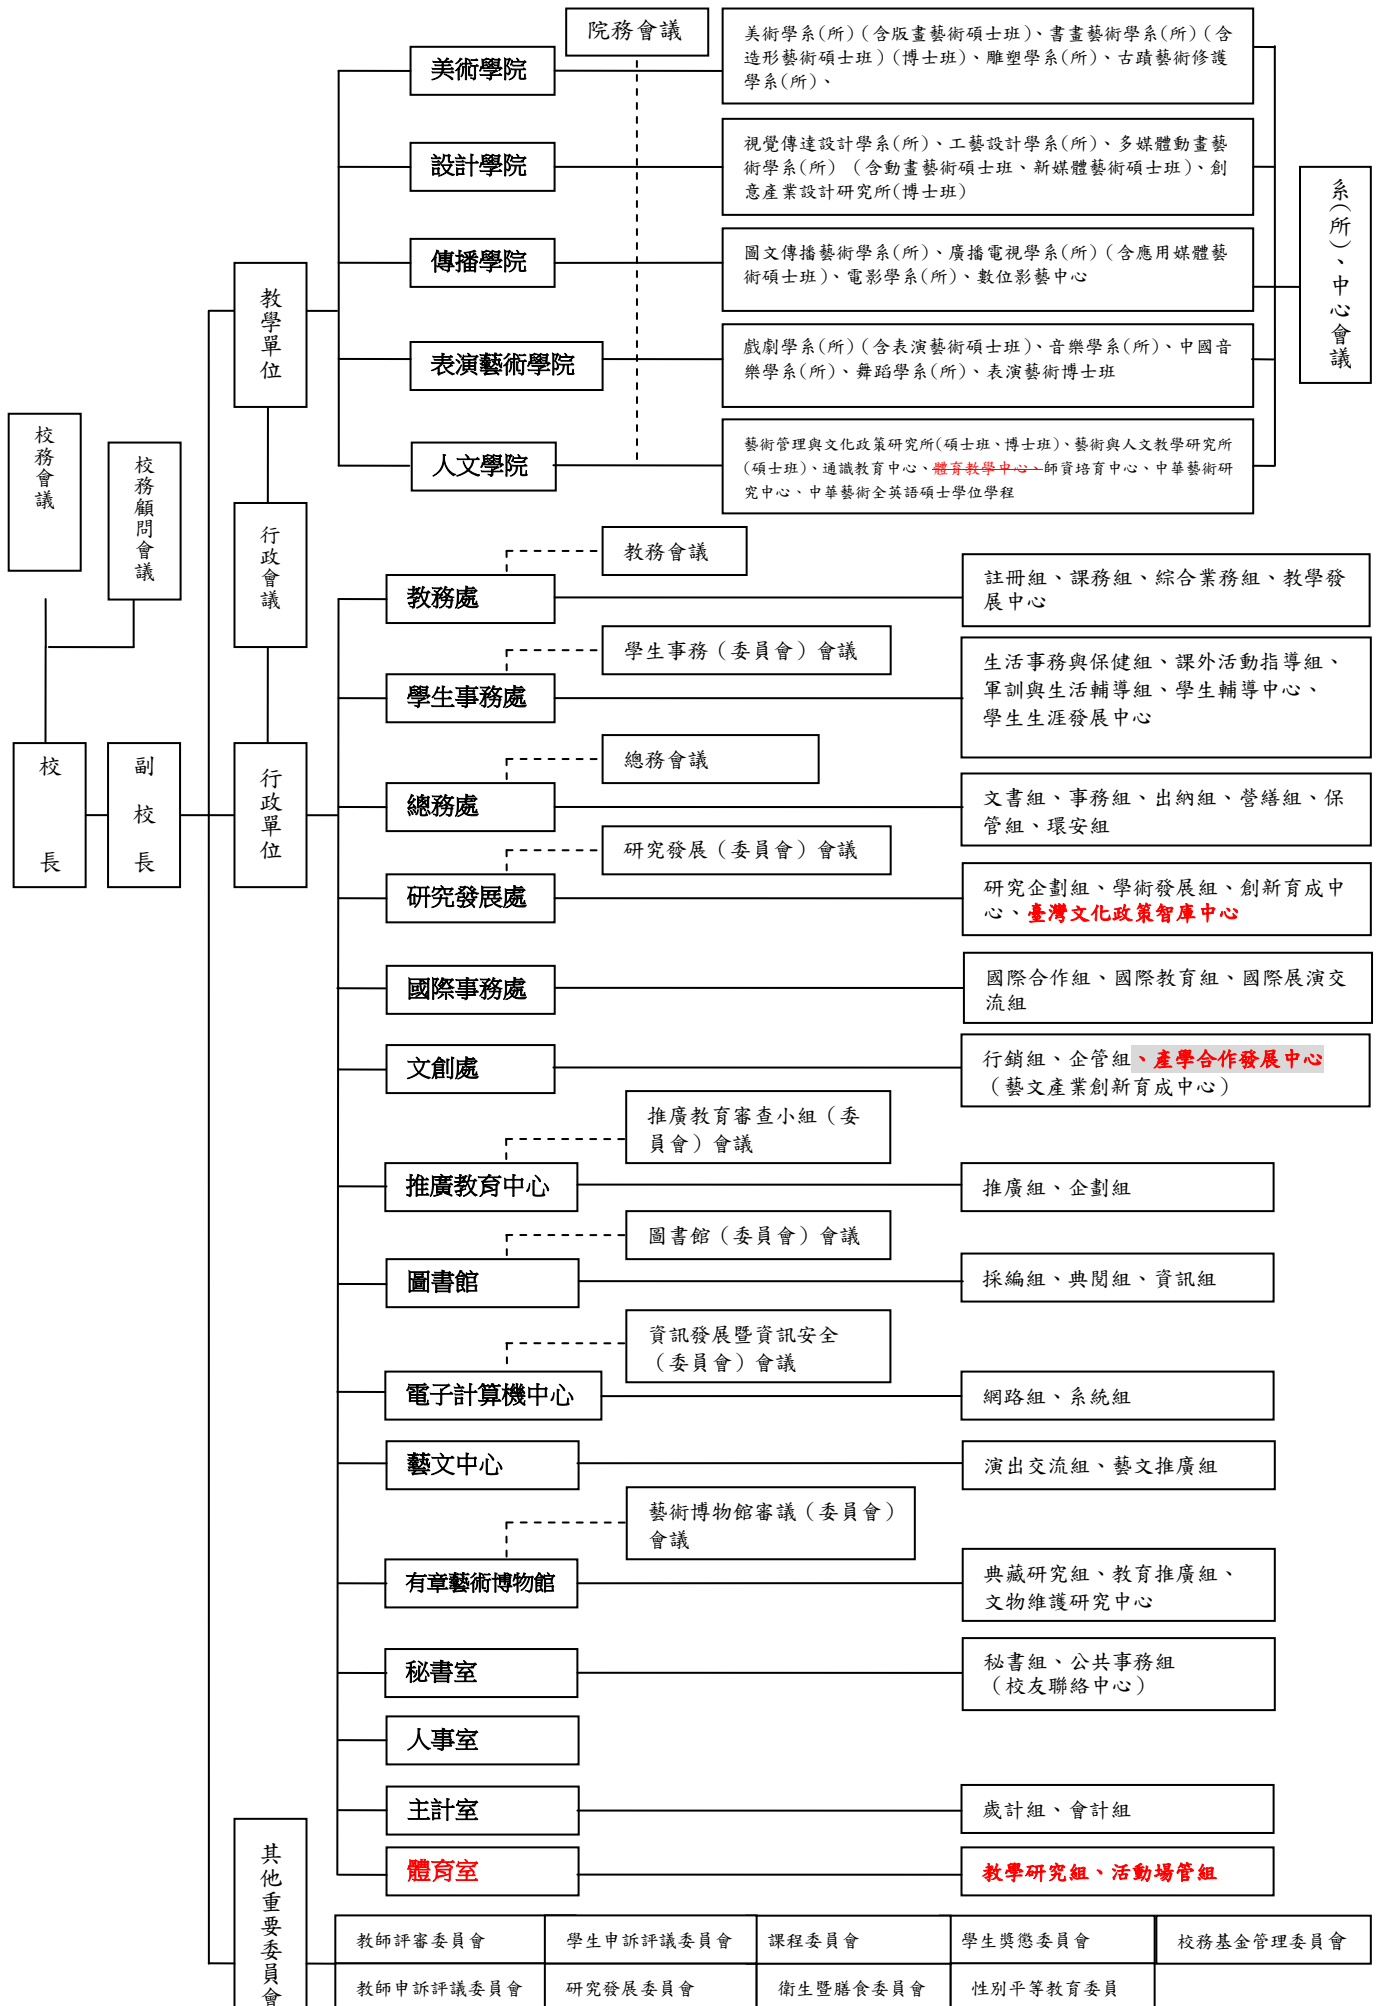 院務會議
美術學院
美術學系(所)(含版畫藝術碩士班)、書畫藝術學系(所)(含
造形藝術碩士班)(博士班)、雕塑學系(所)、古蹟藝術修護
學系(所)、
設計學院
視覺傳達設計學系(所)、工藝設計學系(所)、多媒體動畫藝
術學系(所) (含動畫藝術碩士班、新媒體藝術碩士班)、創
意產業設計研究所(博士班)
傳播學院
圖文傳播藝術學系(所)、廣播電視學系(所)(含應用媒體藝
術碩士班)、電影學系(所)、數位影藝中心
表演藝術學院
戲劇學系(所)(含表演藝術碩士班)、音樂學系(所)、中國音
樂學系(所)、舞蹈學系(所)、表演藝術博士班
人文學院
藝術管理與文化政策研究所(碩士班、博士班)、藝術與人文教學研究所
(碩士班)、通識教育中心、體育教學中心、師資培育中心、中華藝術研
究中心、中華藝術全英語碩士學位學程
系(所)、中心會議
教學單位
校務會議
校務顧問會議
行政會議
校長
副校長
行政單位
教務會議
教務處
註冊組、課務組、綜合業務組、教學發
展中心
學生事務(委員會)會議
學生事務處
生活事務與保健組、課外活動指導組、
軍訓與生活輔導組、學生輔導中心、
學生生涯發展中心
總務會議
總務處
文書組、事務組、出納組、營繕組、保
管組、環安組
研究發展(委員會)會議
研究發展處
研究企劃組、學術發展組、創新育成中
心、臺灣文化政策智庫中心
國際事務處
國際合作組、國際教育組、國際展演交
流組
文創處
行銷組、企管組、產學合作發展中心
(藝文產業創新育成中心)
推廣教育審查小組(委
員會)會議
推廣教育中心
推廣組、企劃組
圖書館(委員會)會議
圖書館
採編組、典閱組、資訊組
資訊發展暨資訊安全
(委員會)會議
電子計算機中心
網路組、系統組
藝文中心
演出交流組、藝文推廣組
藝術博物館審議(委員會)
會議
有章藝術博物館
典藏研究組、教育推廣組、
文物維護研究中心
秘書室
秘書組、公共事務組
(校友聯絡中心)
人事室
主計室
歲計組、會計組
體育室
教學研究組、活動場管組
其他重要委員會
教師評審委員會
學生申訴評議委員會
課程委員會
學生獎懲委員會
校務基金管理委員會
教師申訴評議委員會
研究發展委員會
衛生暨膳食委員會
性別平等教育委員